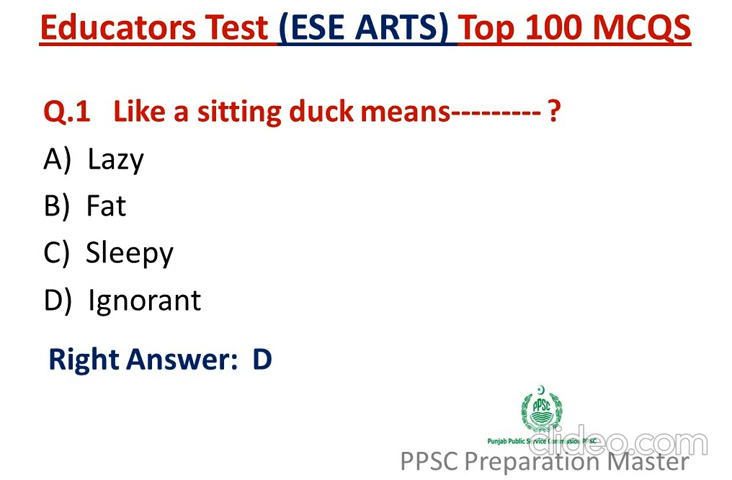 Educators Test (ESE ARTS) Top 100 MCQS
Q.1 Like a sitting duck means--------- ?
A) Lazy
B) Fat
C) Sleepy
D) Ignorant
Right Answer: D
PPSC
Punjab Public Service Commission PPSC
clideo.com
PPSC Preparation Master